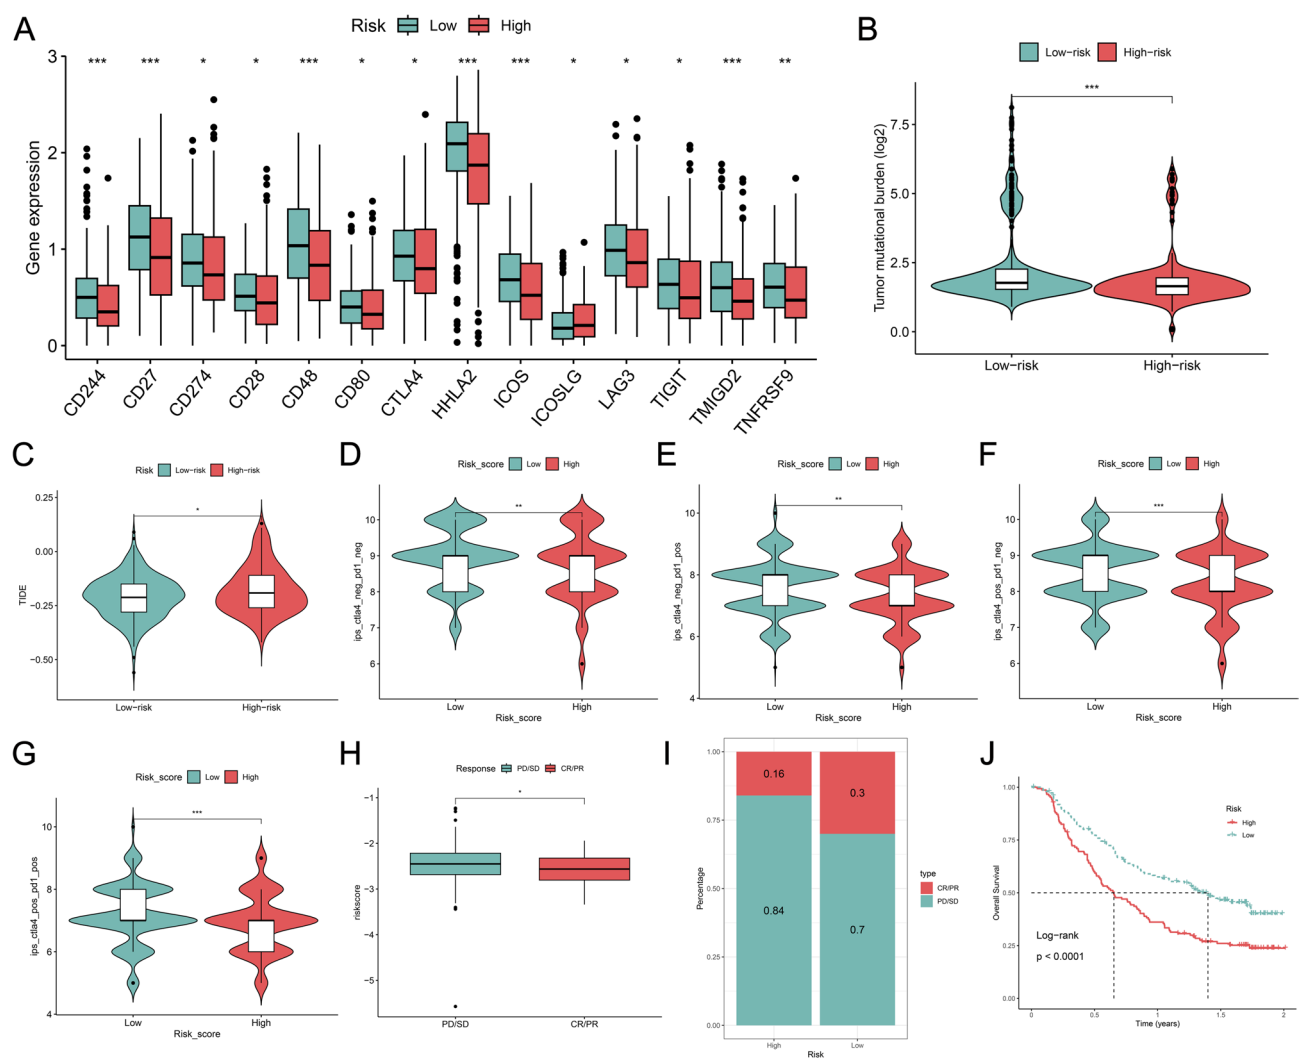 A
Risk Low High
Gene expression
3
2
1
0
*** *** * * *** * * *** *** * * * *** **
CD244 CD27 CD274 CD28 CD48 CD80 CTLA4 HHLA2 ICOS ICOSLG LAG3 TIGIT TMIGD2 TNFRSF9
B
Low-risk High-risk
***
Tumor mutational burden (log2)
7.5
5.0
2.5
0.0
Low-risk High-risk
C
Risk Low-risk High-risk
*
TIDE
0.25
0.00
-0.25
-0.50
Low-risk High-risk
D
Risk_score Low High
**
ips_ctla4_neg_pd1_neg
10
9
8
7
6
Low High
Risk_score
E
Risk_score Low High
**
ips_ctla4_neg_pd1_pos
10
8
6
4
Low High
Risk_score
F
Risk_score Low High
***
ips_ctla4_pos_pd1_neg
10
9
8
7
6
Low High
Risk_score
G
Risk_score Low High
***
ips_ctla4_pos_pd1_pos
10
8
6
4
Low High
Risk_score
H
Response PD/SD CR/PR
*
riskscore
-1
-2
-3
-4
-5
PD/SD CR/PR
I
Percentage
1.00
0.75
0.50
0.25
0.00
0.16
0.3
0.84
0.7
type
CR/PR
PD/SD
High Low
Risk
J
Overall Survival
1.00
0.75
0.50
0.25
0.00
Risk
High
Low
Log-rank
p < 0.0001
0 0.5 1 1.5 2
Time (years)